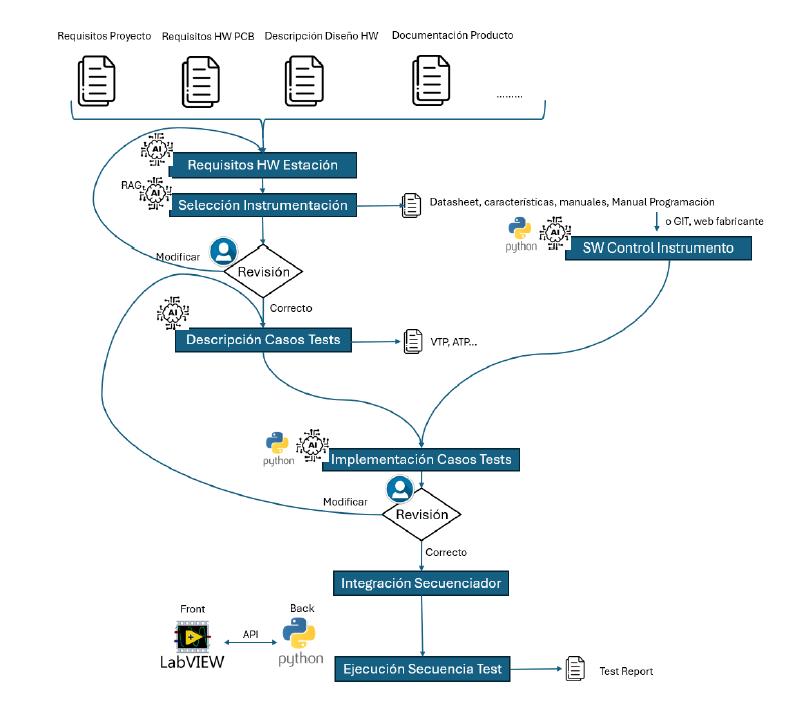 Requisitos Proyecto
Requisitos HW PCB
Descripción Diseño HW
Documentación Producto
.........
AI
Requisitos HW Estación
RAG
AI
Selección Instrumentación
Datasheet, características, manuales, Manual Programación
o GIT, web fabricante
python
AI
SW Control Instrumento
Modificar
Revisión
Correcto
AI
Descripción Casos Tests
VTP, ATP...
python
AI
Implementación Casos Tests
Modificar
Revisión
Correcto
Integración Secuenciador
Front
Back
API
LabVIEW
python
Ejecución Secuencia Test
Test Report